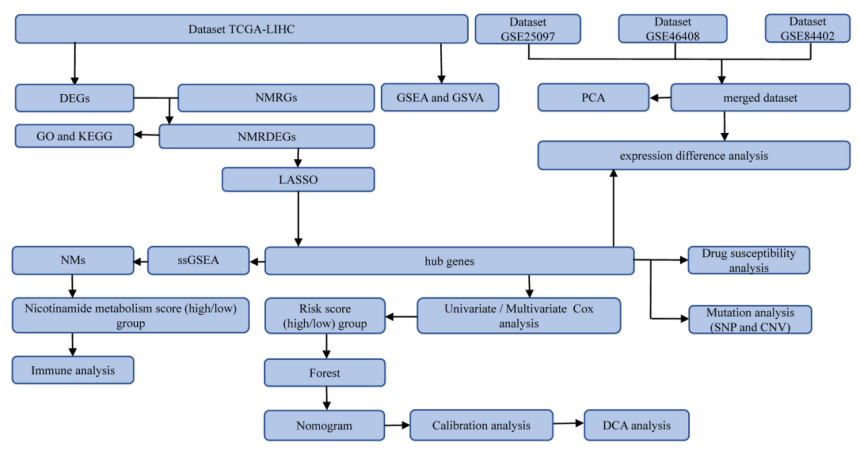 Dataset TCGA-LIHC
Dataset
GSE25097
Dataset
GSE46408
Dataset
GSE84402
DEGs
NMRGs
GSEA and GSVA
PCA
merged dataset
GO and KEGG
NMRDEGs
expression difference analysis
LASSO
NMs
ssGSEA
hub genes
Drug susceptibility
analysis
Nicotinamide metabolism score (high/low)
group
Risk score
(high/low) group
Univariate / Multivariate Cox
analysis
Mutation analysis
(SNP and CNV)
Immune analysis
Forest
Nomogram
Calibration analysis
DCA analysis